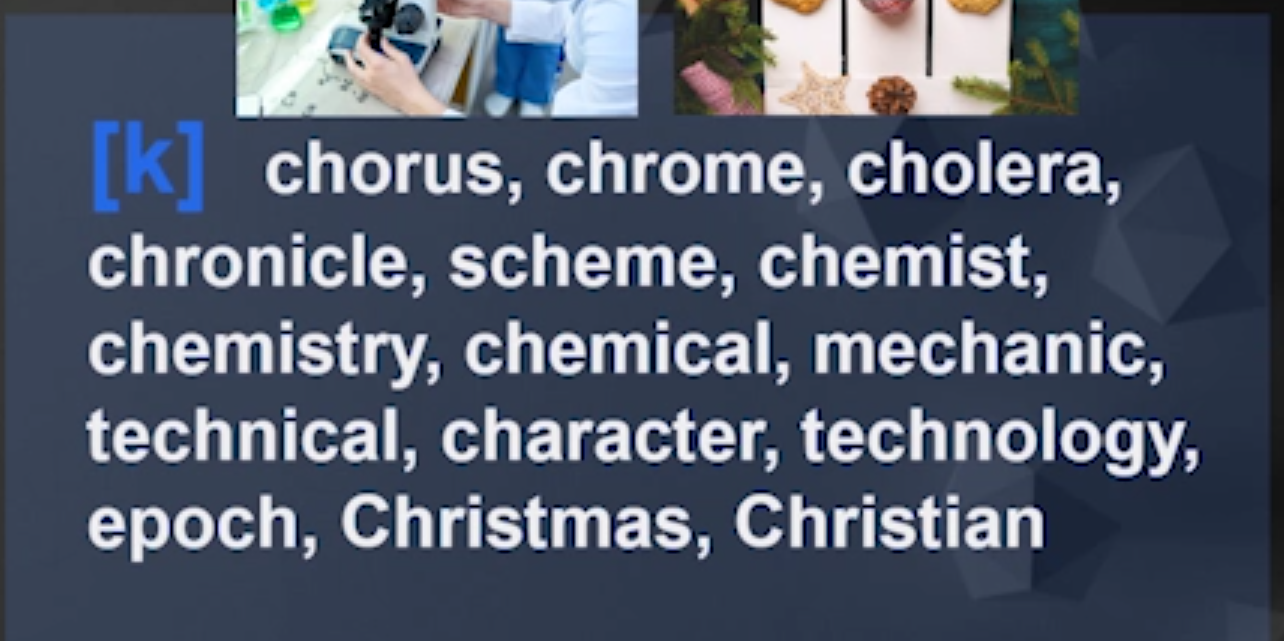 [k] chorus, chrome, cholera,
chronicle, scheme, chemist,
chemistry, chemical, mechanic,
technical, character, technology,
epoch, Christmas, Christian